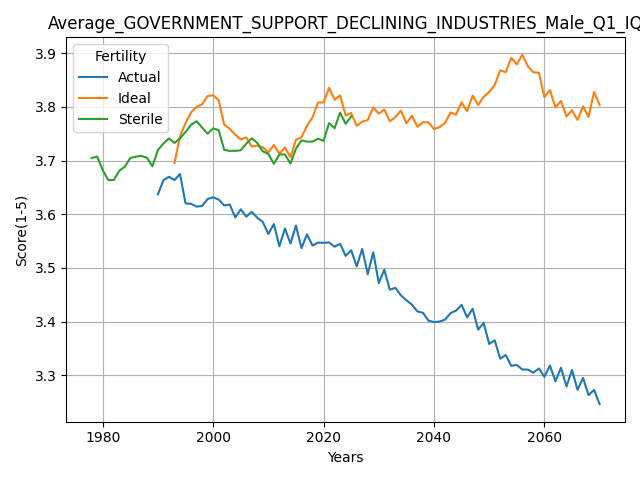 Average_GOVERNMENT_SUPPORT_DECLINING_INDUSTRIES_Male_Q1_IQ
Fertility
Actual
Ideal
Sterile
Score(1-5)
3.9
3.8
3.7
3.6
3.5
3.4
3.3
1980
2000
2020
2040
2060
Years